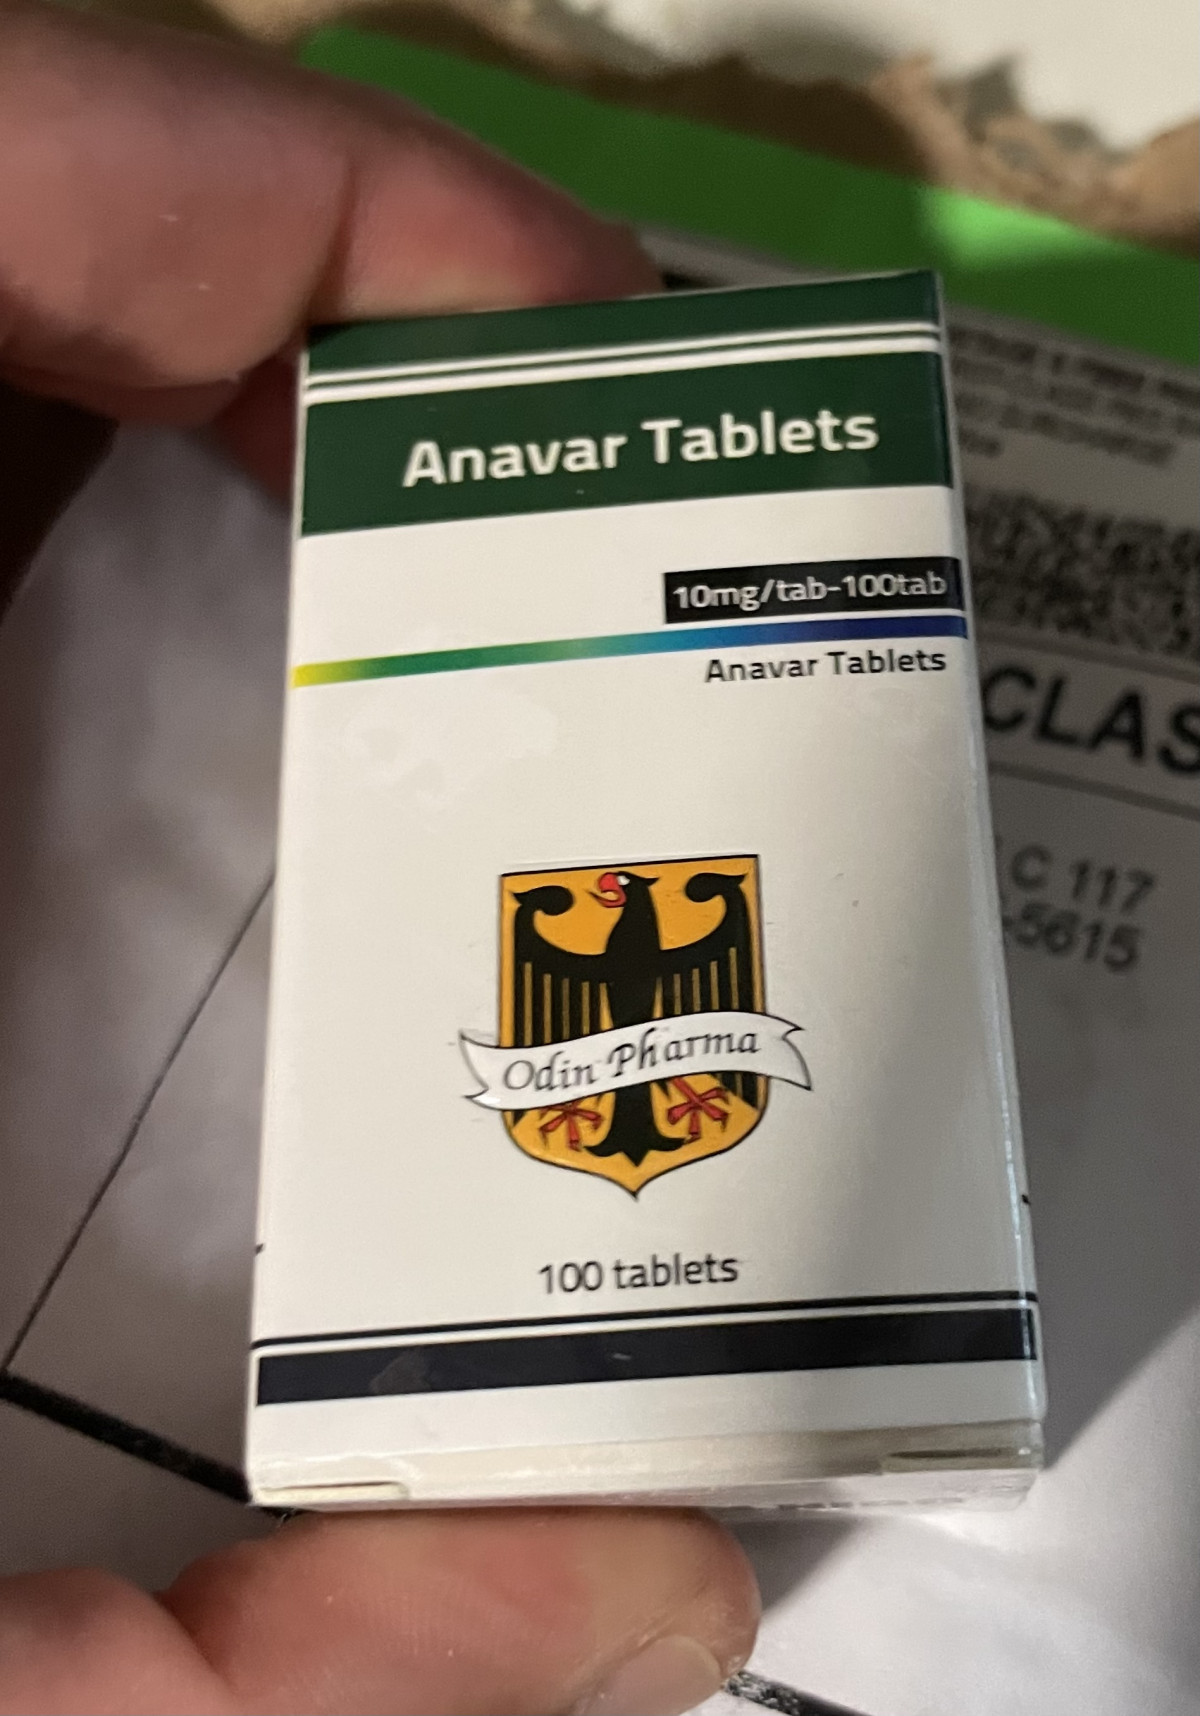 Anavar Tablets
10mg/tab-100tab
Anavar Tablets
Odin Pharma
100 tablets
CLAS
C 117
-5615